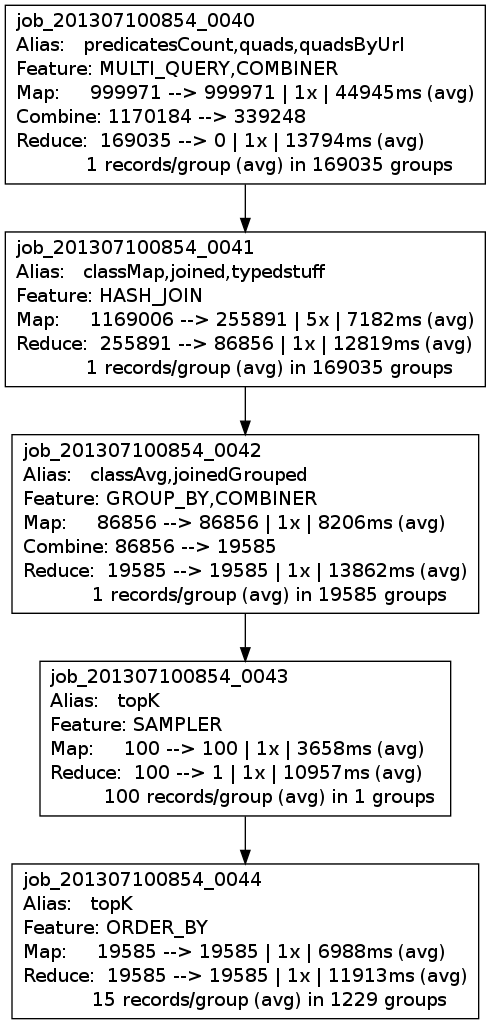 job_201307100854_0040
Alias: predicatesCount,quads,quadsByUrl
Feature: MULTI_QUERY,COMBINER
Map: 999971 --> 999971 | 1x | 44945ms (avg)
Combine: 1170184 --> 339248
Reduce: 169035 --> 0 | 1x | 13794ms (avg)
1 records/group (avg) in 169035 groups
job_201307100854_0041
Alias: classMap,joined,typedstuff
Feature: HASH_JOIN
Map: 1169006 --> 255891 | 5x | 7182ms (avg)
Reduce: 255891 --> 86856 | 1x | 12819ms (avg)
1 records/group (avg) in 169035 groups
job_201307100854_0042
Alias: classAvg,joinedGrouped
Feature: GROUP_BY,COMBINER
Map: 86856 --> 86856 | 1x | 8206ms (avg)
Combine: 86856 --> 19585
Reduce: 19585 --> 19585 | 1x | 13862ms (avg)
1 records/group (avg) in 19585 groups
job_201307100854_0043
Alias: topK
Feature: SAMPLER
Map: 100 --> 100 | 1x | 3658ms (avg)
Reduce: 100 --> 1 | 1x | 10957ms (avg)
100 records/group (avg) in 1 groups
job_201307100854_0044
Alias: topK
Feature: ORDER_BY
Map: 19585 --> 19585 | 1x | 6988ms (avg)
Reduce: 19585 --> 19585 | 1x | 11913ms (avg)
15 records/group (avg) in 1229 groups